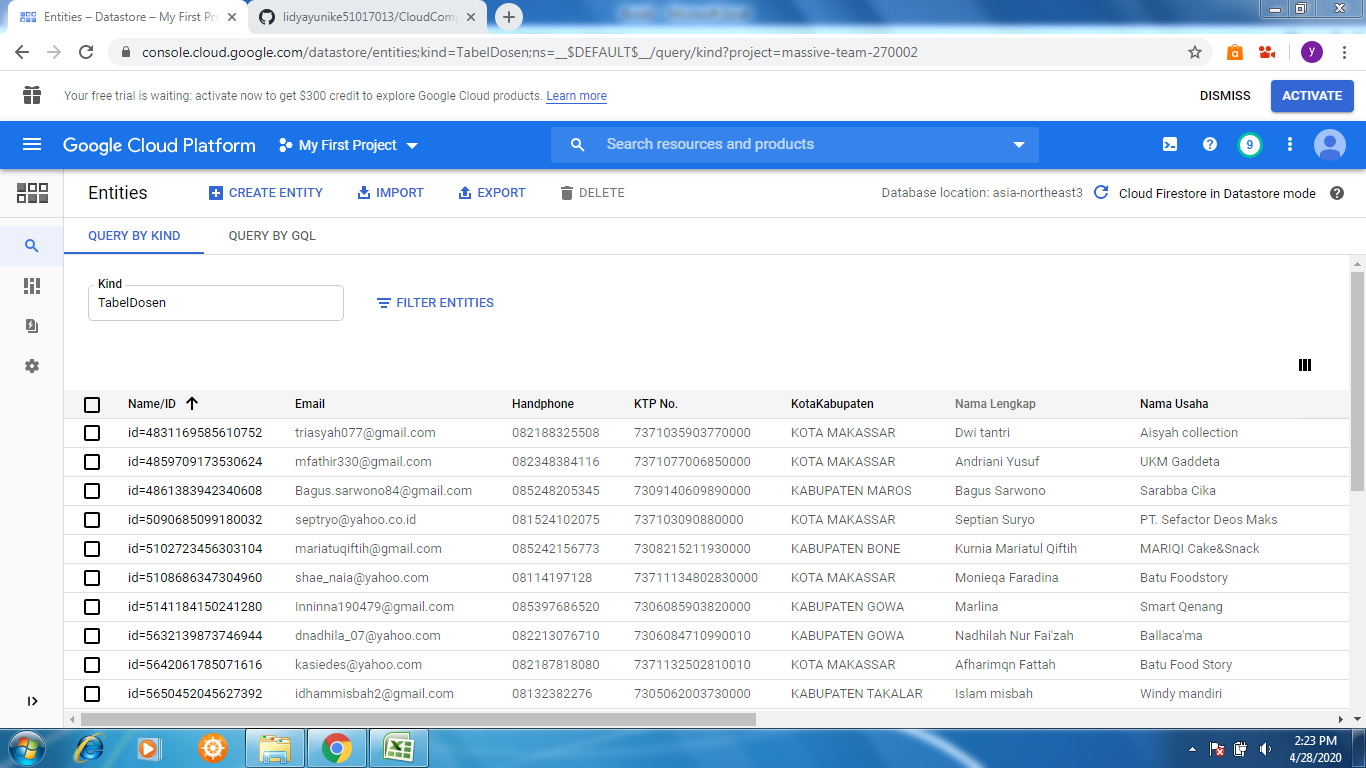 Entities – Datastore – My First Pro
lidyayunike51017013/CloudComp
console.cloud.google.com/datastore/entities;kind=TabelDosen;ns=__$DEFAULT$__/query/kind?project=massive-team-270002
y
Your free trial is waiting: activate now to get $300 credit to explore Google Cloud products. Learn more
DISMISS
ACTIVATE
Google Cloud Platform
My First Project
Search resources and products
9
Entities
CREATE ENTITY
IMPORT
EXPORT
DELETE
Database location: asia-northeast3
Cloud Firestore in Datastore mode
QUERY BY KIND
QUERY BY GQL
Kind
TabelDosen
FILTER ENTITIES
Name/ID Email Handphone KTP No. KotaKabupaten Nama Lengkap Nama Usaha
id=4831169585610752 triasyah077@gmail.com 082188325508 7371035903770000 KOTA MAKASSAR Dwi tantri Aisyah collection
id=4859709173530624 mfathir330@gmail.com 082348384116 7371077006850000 KOTA MAKASSAR Andriani Yusuf UKM Gaddeta
id=4861383942340608 Bagus.sarwono84@gmail.com 085248205345 7309140609890000 KABUPATEN MAROS Bagus Sarwono Sarabba Cika
id=5090685099180032 septryo@yahoo.co.id 081524102075 737103090880000 KOTA MAKASSAR Septian Suryo PT. Sefactor Deos Maks
id=5102723456303104 mariatuqiftih@gmail.com 085242156773 7308215211930000 KABUPATEN BONE Kurnia Mariatul Qiftih MARIQI Cake&Snack
id=5108686347304960 shae_naia@yahoo.com 08114197128 73711134802830000 KOTA MAKASSAR Monieqa Faradina Batu Foodstory
id=5141184150241280 Inninna190479@gmail.com 085397686520 7306085903820000 KABUPATEN GOWA Marlina Smart Qenang
id=5632139873746944 dnadhila_07@yahoo.com 082213076710 7306084710990010 KABUPATEN GOWA Nadhilah Nur Fai'zah Ballaca'ma
id=5642061785071616 kasiedes@yahoo.com 082187818080 7371132502810010 KOTA MAKASSAR Afharimqn Fattah Batu Food Story
id=5650452045627392 idhammisbah2@gmail.com 08132382276 7305062003730000 KABUPATEN TAKALAR Islam misbah Windy mandiri
2:23 PM
4/28/2020